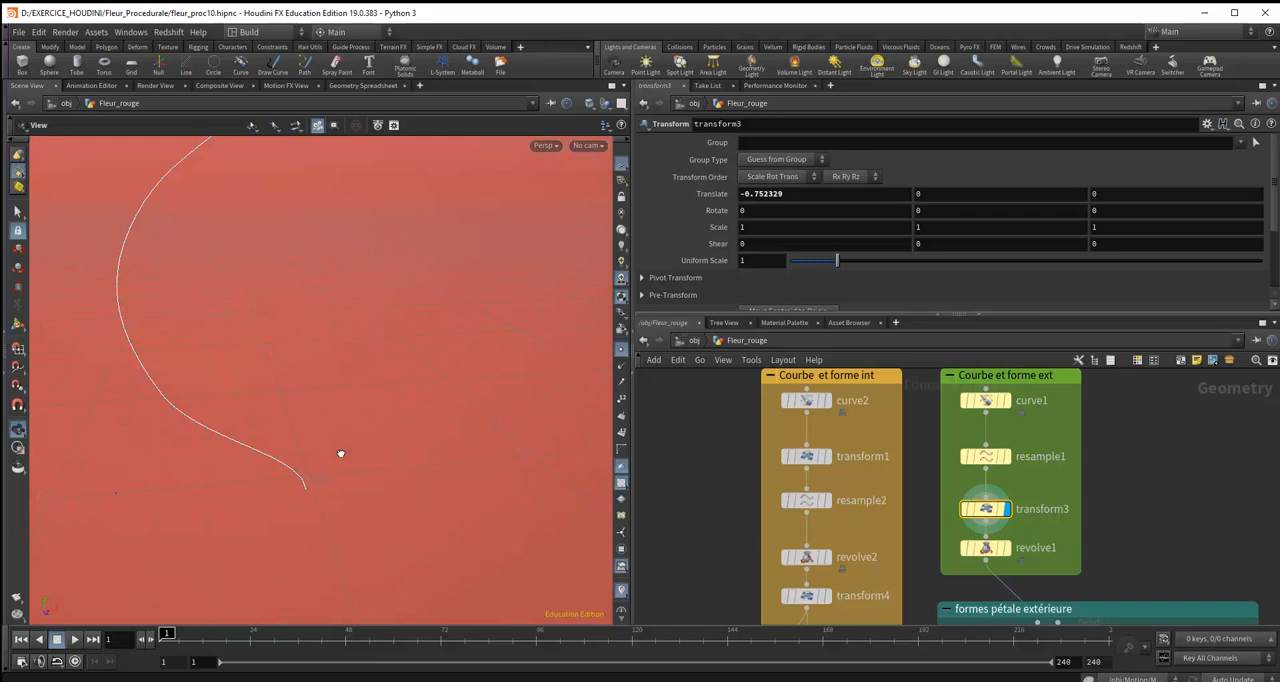 D:/EXERCICE_HOUDINI/Fleur_Procedurale/fleur_proc10.hipnc - Houdini FX Education Edition 19.0.383 - Python 3
File Edit Render Assets Windows Redshift Help Build Main Main
Create Modify Model Polygon Deform Texture Rigging Characters Constraints Hair Utils Guide Process Terrain FX Simple FX Cloud FX Volume
Lights and Cameras Collisions Particles Grains Vellum Rigid Bodies Particle Fluids Viscous Fluids Oceans Pyro FX FEM Wires Crowds Drive Simulation Redshift
Box Sphere Tube Torus Grid Null Line Circle Curve Draw Curve Path Spray Paint Font Platonic Solids L-System Metaball File
Camera Point Light Spot Light Area Light Geometry Light Volume Light Distant Light Environment Light Sky Light GI Light Caustic Light Portal Light Ambient Light Stereo Camera VR Camera Switcher Gamepad Camera
Scene View Animation Editor Render View Composite View Motion FX View Geometry Spreadsheet
transform3 Take List Performance Monitor
obj Fleur_rouge
obj Fleur_rouge
View
Persp No cam
Transform transform3
Group
Group Type Guess from Group
Transform Order Scale Rot Trans Rx Ry Rz
Translate -0.752329 0 0
Rotate 0 0 0
Scale 1 1 1
Shear 0 0 0
Uniform Scale 1
Pivot Transform
Pre-Transform
/obj/Fleur_rouge Tree View Material Palette Asset Browser
obj Fleur_rouge
Add Edit Go View Tools Layout Help
Geometry
Courbe et forme int
curve2
transform1
resample2
revolve2
transform4
Courbe et forme ext
curve1
resample1
transform3
revolve1
formes pétale extérieure
Education Edition
1 1 24 48 72 96 120 144 168 192 216 2
0 keys, 0/0 channels
1 1 240 240 Key All Channels
Auto Update